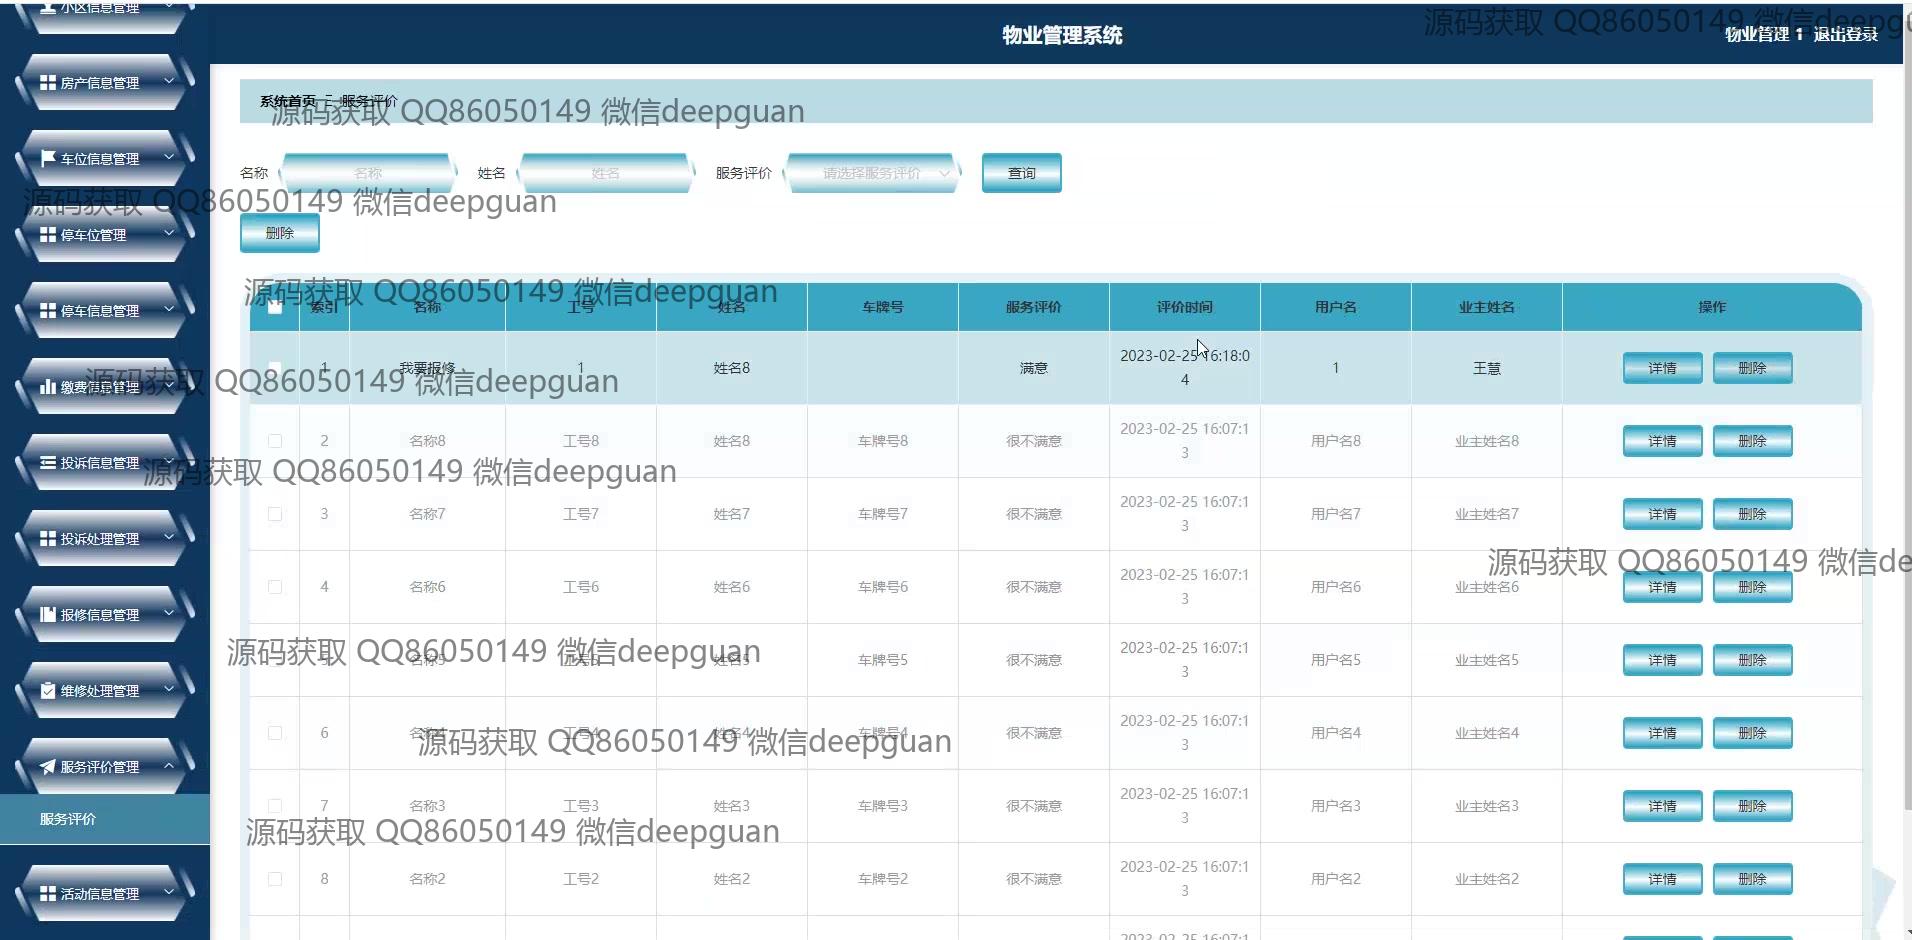 小区信息管理
房产信息管理
车位信息管理
停车位管理
停车信息管理
缴费信息管理
投诉信息管理
投诉处理管理
报修信息管理
维修处理管理
服务评价管理
服务评价
活动信息管理
物业管理系统
物业管理 1 退出登录
源码获取 QQ86050149 微信deepgu
系统首页 服务评价
源码获取 QQ86050149 微信deepguan
名称 名称 姓名 姓名 服务评价 请选择服务评价 查询
源码获取 QQ86050149 微信deepguan
删除
源码获取 QQ86050149 微信deepguan
索引 名称 工号 姓名 车牌号 服务评价 评价时间 用户名 业主姓名 操作
1 我要报修 1 姓名8 满意 2023-02-25 16:18:04 1 王慧 详情 删除
源码获取 QQ86050149 微信deepguan
2 名称8 工号8 姓名8 车牌号8 很不满意 2023-02-25 16:07:13 用户名8 业主姓名8 详情 删除
源码获取 QQ86050149 微信deepguan
3 名称7 工号7 姓名7 车牌号7 很不满意 2023-02-25 16:07:13 用户名7 业主姓名7 详情 删除
源码获取 QQ86050149 微信de
4 名称6 工号6 姓名6 车牌号6 很不满意 2023-02-25 16:07:13 用户名6 业主姓名6 详情 删除
源码获取 QQ86050149 微信deepguan
5 名称5 工号5 姓名5 车牌号5 很不满意 2023-02-25 16:07:13 用户名5 业主姓名5 详情 删除
6 名称4 工号4 姓名4 车牌号4 很不满意 2023-02-25 16:07:13 用户名4 业主姓名4 详情 删除
源码获取 QQ86050149 微信deepguan
7 名称3 工号3 姓名3 车牌号3 很不满意 2023-02-25 16:07:13 用户名3 业主姓名3 详情 删除
源码获取 QQ86050149 微信deepguan
8 名称2 工号2 姓名2 车牌号2 很不满意 2023-02-25 16:07:13 用户名2 业主姓名2 详情 删除
2023-02-25 16:07:1